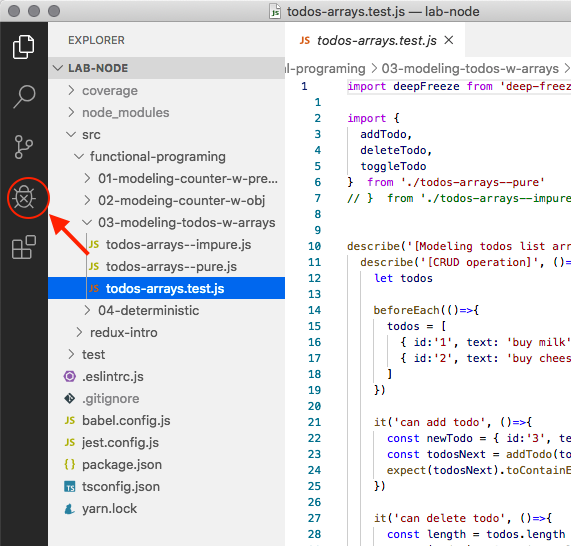 todos-arrays.test.js — lab-node
EXPLORER
LAB-NODE
coverage
node_modules
src
functional-programing
01-modeling-counter-w-pre...
02-modeing-counter-w-obj
03-modeling-todos-w-arrays
JS todos-arrays--impure.js
JS todos-arrays--pure.js
JS todos-arrays.test.js
04-deterministic
redux-intro
test
.eslintrc.js
.gitignore
JS babel.config.js
JS jest.config.js
{} package.json
TS tsconfig.json
yarn.lock
JS todos-arrays.test.js ×
al-programing > 03-modeling-todos-w-arrays >
1 import deepFreeze from 'deep-freez
1
2 import {
3 addTodo,
4 deleteTodo,
5 toggleTodo
6 } from './todos-arrays--pure'
7 // } from './todos-arrays--impure
8
9
10 describe('[Modeling todos list arr
11 describe('[CRUD operation]', ()=
12 let todos
13
14 beforeEach(()=>{
15 todos = [
16 { id:'1', text: 'buy milk'
17 { id:'2', text: 'buy chees
18 ]
19 })
20
21 it('can add todo', ()=>{
22 const newTodo = { id:'3', te
23 const todosNext = addTodo(to
24 expect(todosNext).toContainE
25 })
26
27 it('can delete todo', ()=>{
28 const length = todos.length